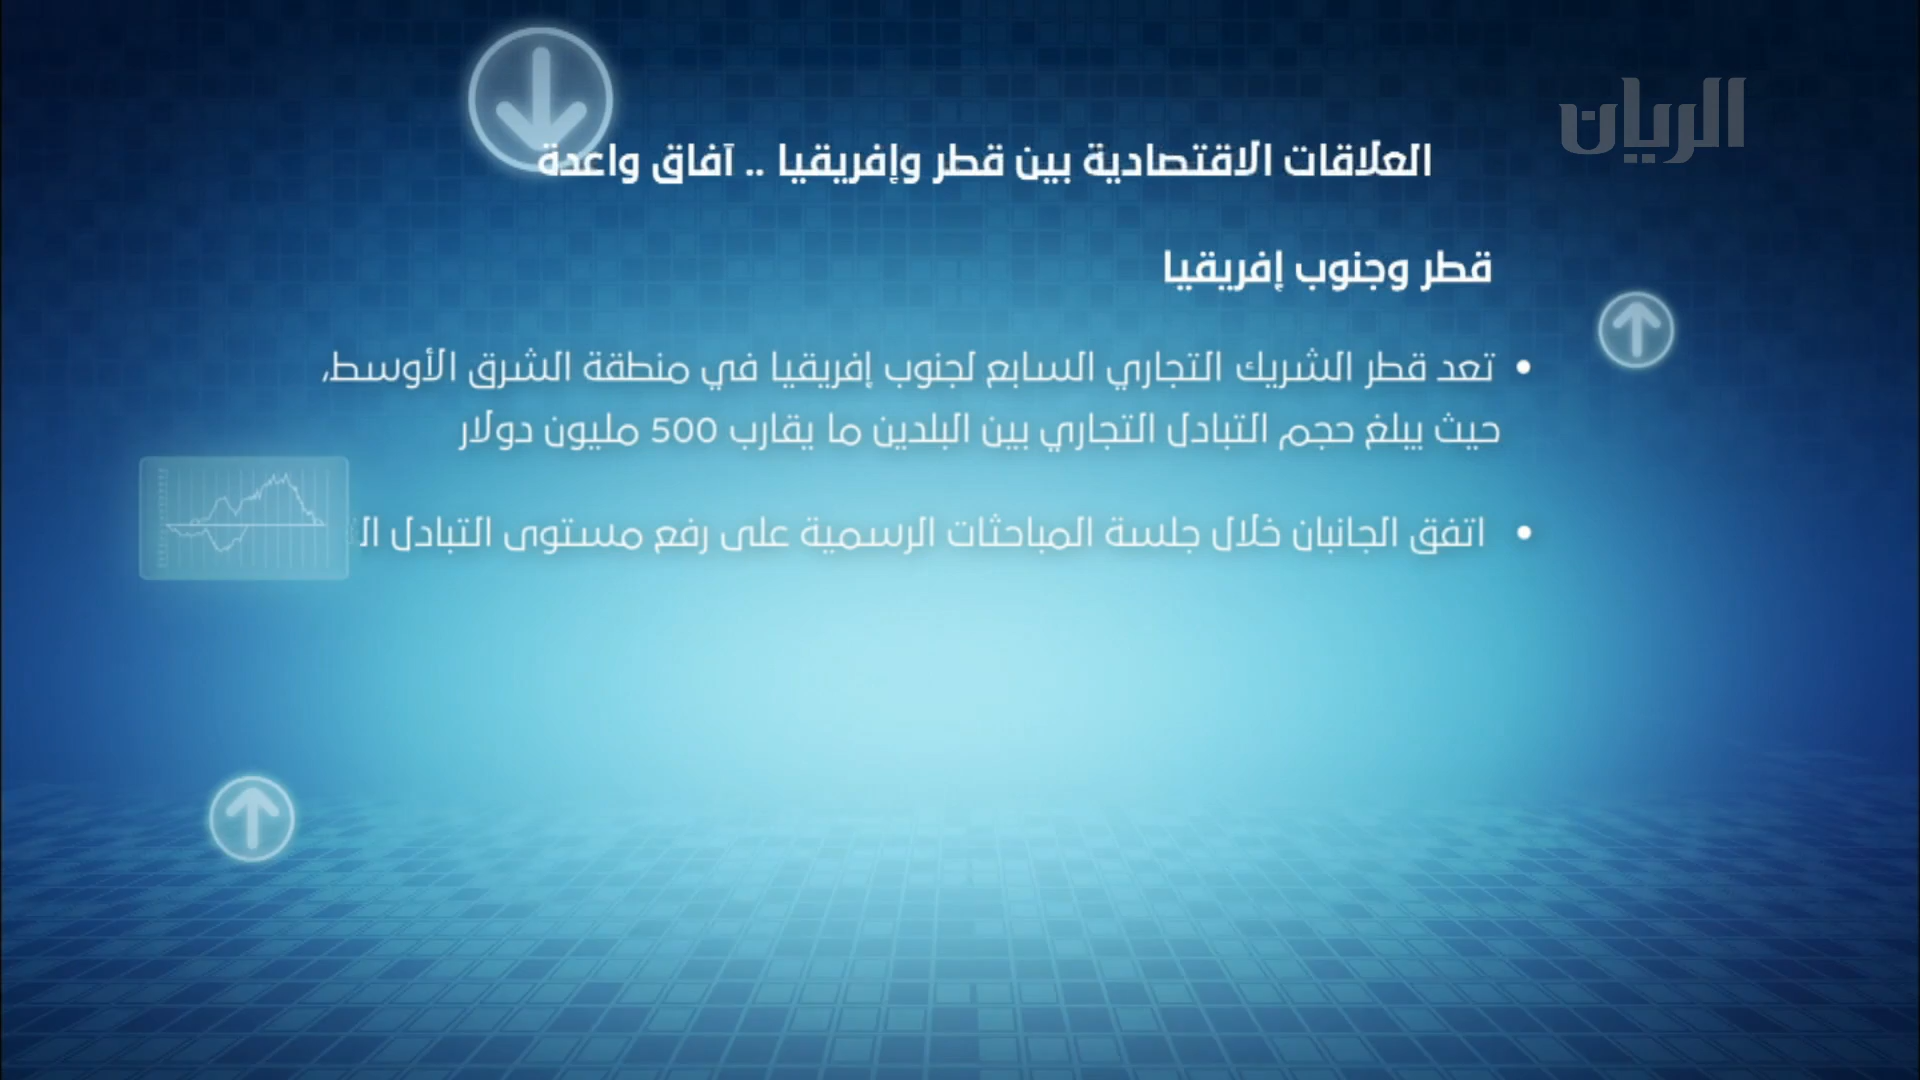 الريان
العلاقات الاقتصادية بين قطر وإفريقيا .. آفاق واعدة
قطر وجنوب إفريقيا
• تعد قطر الشريك التجاري السابع لجنوب إفريقيا في منطقة الشرق الأوسط،
حيث يبلغ حجم التبادل التجاري بين البلدين ما يقارب 500 مليون دولار
• اتفق الجانبان خلال جلسة المباحثات الرسمية على رفع مستوى التبادل ال